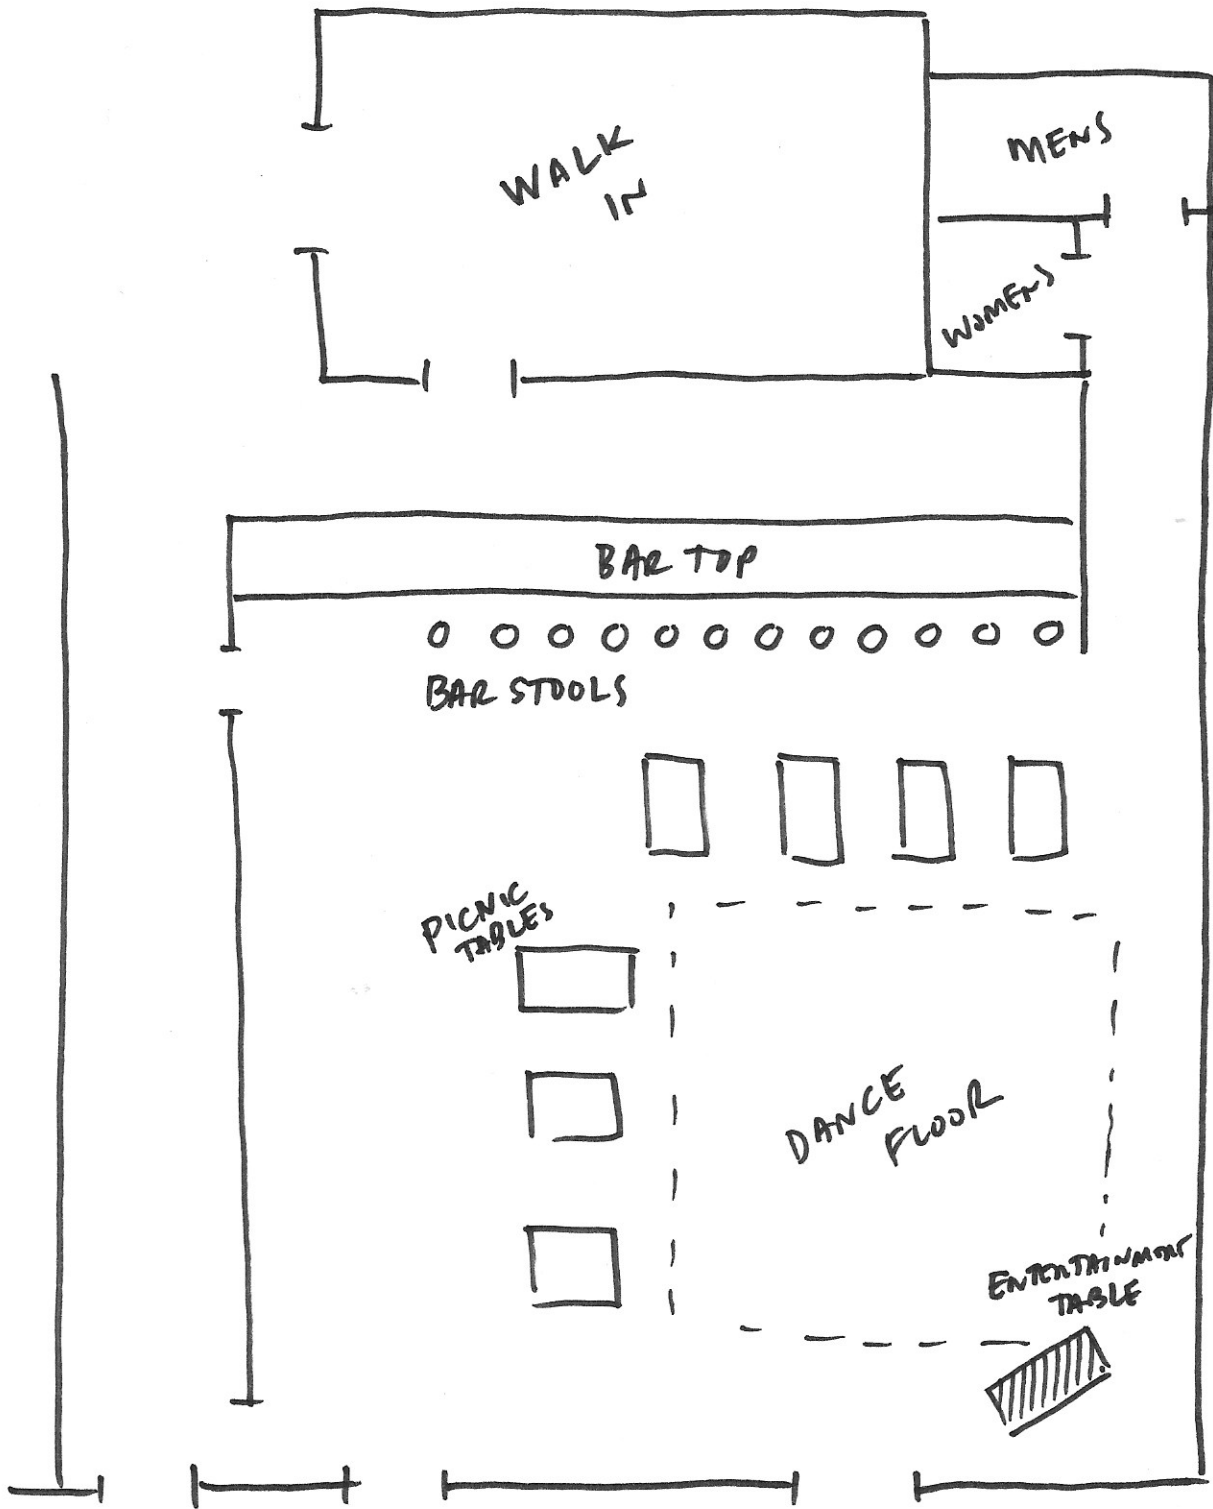 WALK
IN
MENS
WOMENS
BAR TOP
BAR STOOLS
PICNIC
TABLES
DANCE
FLOOR
ENTERTAINMENT
TABLE